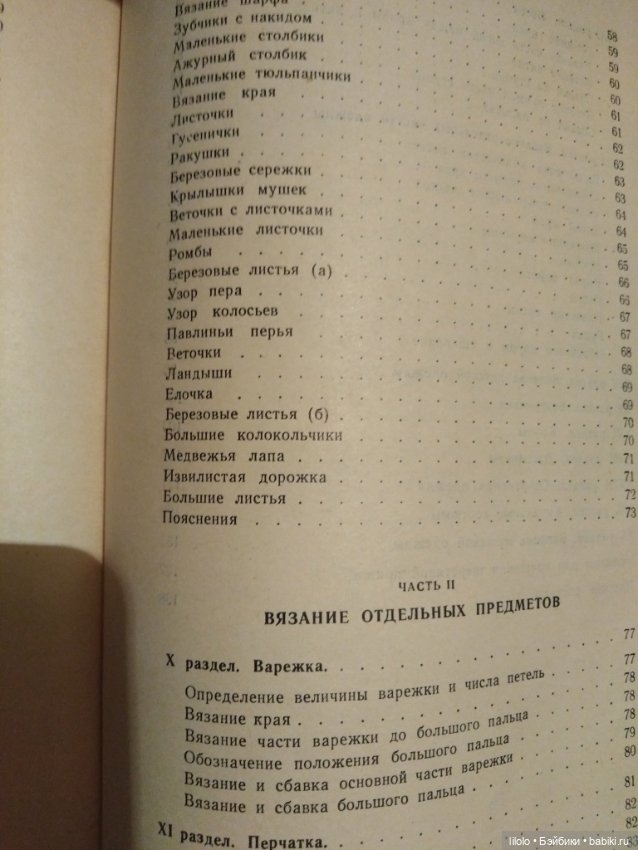 Вязание шарфа . . . 59
Зубчики с накидом . . . 60
Маленькие столбики . . . 60
Ажурный столбик . . . 61
Маленькие тюльпанчики . . . 61
Вязание края . . . 62
Листочки . . . 62
Гусенички . . . 63
Ракушки . . . 63
Березовые сережки . . . 64
Крылышки мушек . . . 64
Веточки с листочками . . . 65
Маленькие листочки . . . 65
Ромбы . . . 66
Березовые листья (а) . . . 66
Узор пера . . . 67
Узор колосьев . . . 67
Павлиньи перья . . . 68
Веточки . . . 68
Ландыши . . . 69
Елочка . . . 69
Березовые листья (б) . . . 70
Большие колокольчики . . . 70
Медвежья лапа . . . 71
Извилистая дорожка . . . 71
Большие листья . . . 72
Пояснения . . . 73
ЧАСТЬ II
ВЯЗАНИЕ ОТДЕЛЬНЫХ ПРЕДМЕТОВ
X раздел. Варежка . . . 77
Определение величины варежки и числа петель . 77
Вязание края . . . 78
Вязание части варежки до большого пальца . . . 78
Обозначение положения большого пальца . . . 78
Вязание и сбавка основной части варежки . . . 79
Вязание и сбавка большого пальца . . . 80
XI раздел. Перчатка . . . 81
82
82
lilolo • Бэйбики • babiki.ru